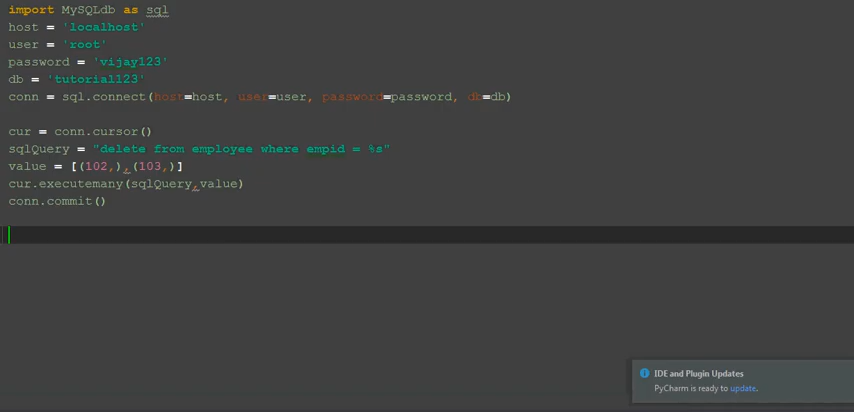 import MySQLdb as sql
host = 'localhost'
user = 'root'
password = 'vijay123'
db = 'tutorial123'
conn = sql.connect(host=host, user=user, password=password, db=db)
cur = conn.cursor()
sqlQuery = "delete from employee where empid = %s"
value = [(102,),(103,)]
cur.executemany(sqlQuery,value)
conn.commit()
IDE and Plugin Updates
PyCharm is ready to update.